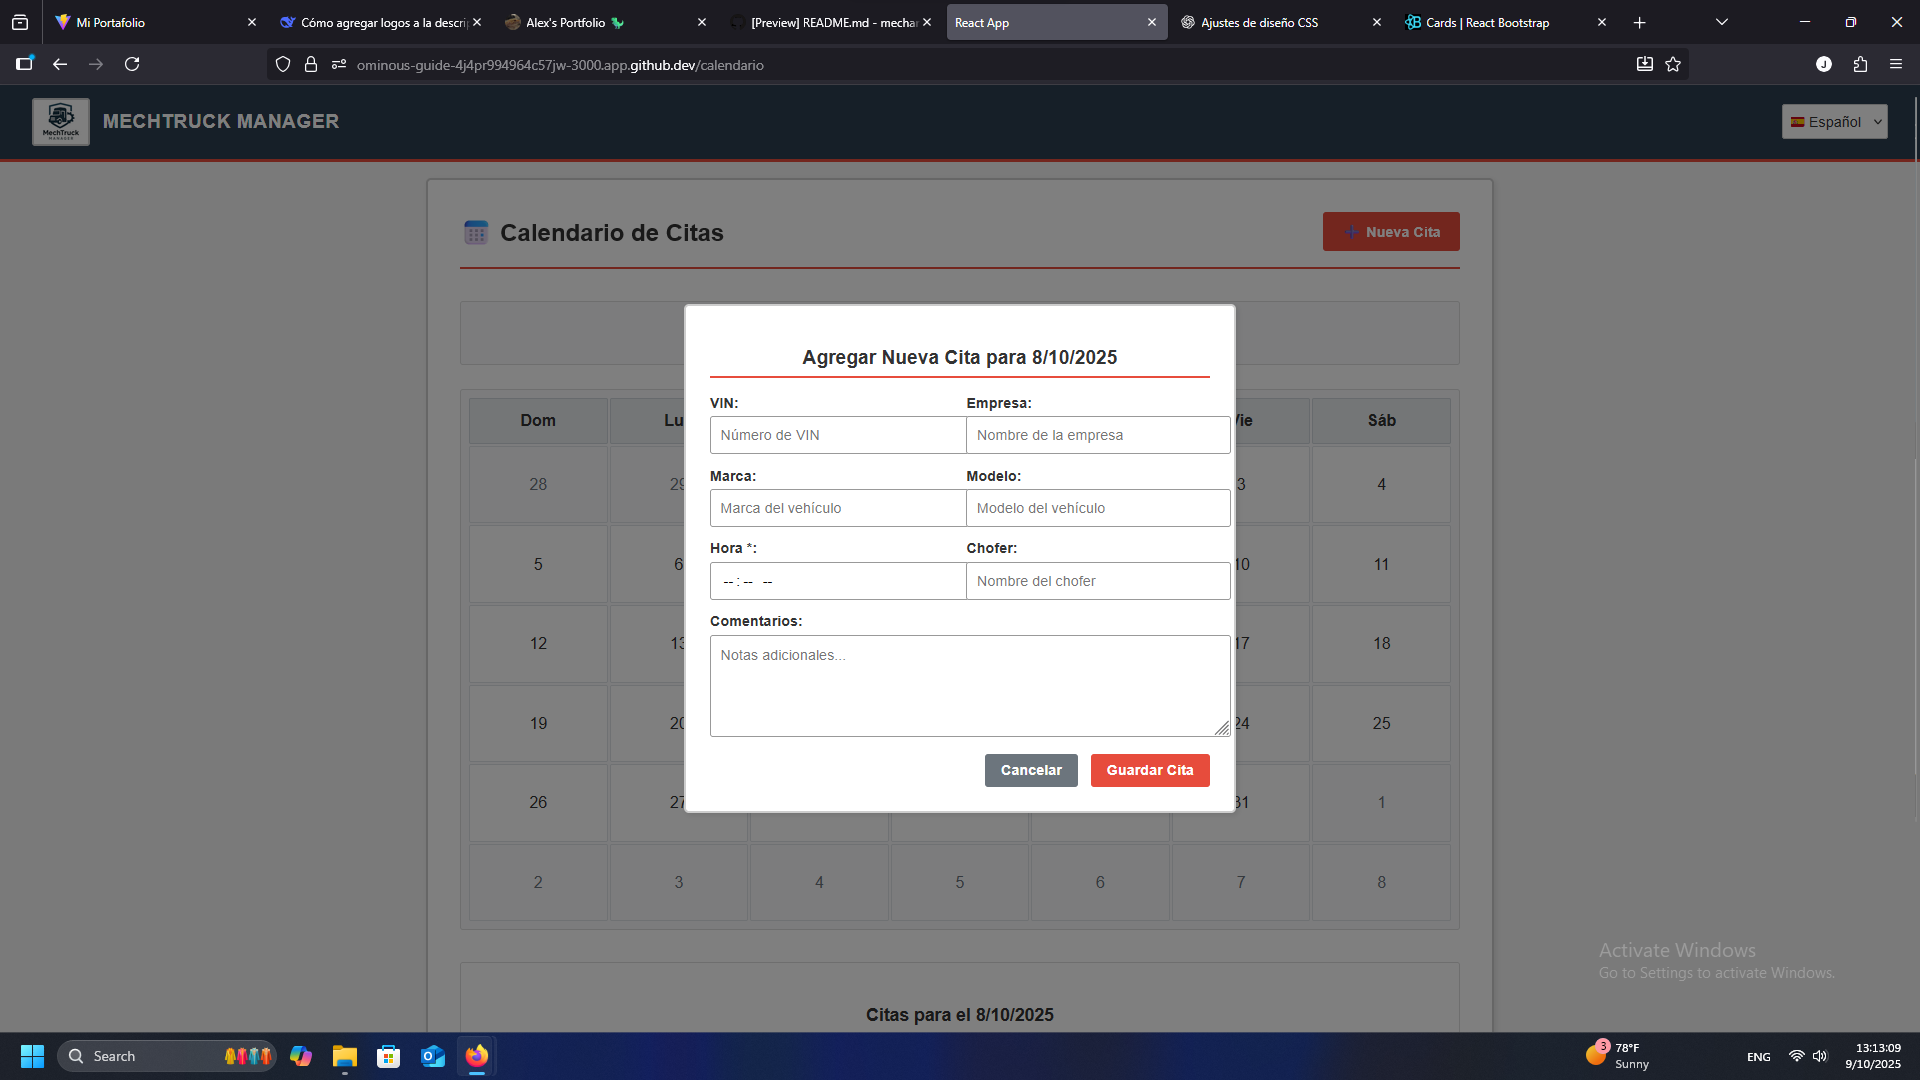 Mi Portafolio
Cómo agregar logos a la descrip
Alex's Portfolio
[Preview] README.md - mechan
React App
Ajustes de diseño CSS
Cards | React Bootstrap
ominous-guide-4j4pr994964c57jw-3000.app.github.dev/calendario
J
MechTruck
MANAGER
MECHTRUCK MANAGER
Español
Calendario de Citas
Nueva Cita
Agregar Nueva Cita para 8/10/2025
VIN:
Empresa:
Número de VIN
Nombre de la empresa
Marca:
Modelo:
Marca del vehículo
Modelo del vehículo
Hora *:
Chofer:
-- : -- --
Nombre del chofer
Comentarios:
Notas adicionales...
Cancelar
Guardar Cita
Dom Lu Vie Sáb
28 29 3 4
5 6 10 11
12 13 17 18
19 20 24 25
26 27 31 1
2 3 4 5 6 7 8
Citas para el 8/10/2025
Activate Windows
Go to Settings to activate Windows.
Search
3
78°F
Sunny
ENG
13:13:09
9/10/2025